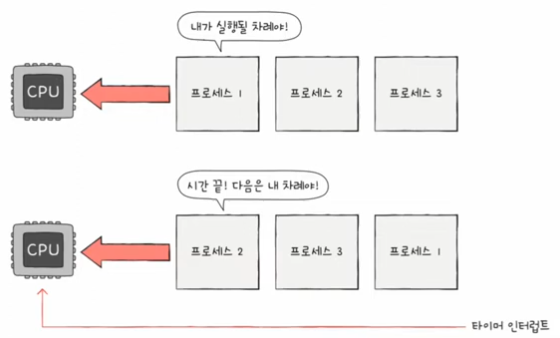 내가 실행될 차례야!
CPU
프로세스 1
프로세스 2
프로세스 3
시간 끝! 다음은 내 차례야!
CPU
프로세스 2
프로세스 3
프로세스 1
타이머 인터럽트